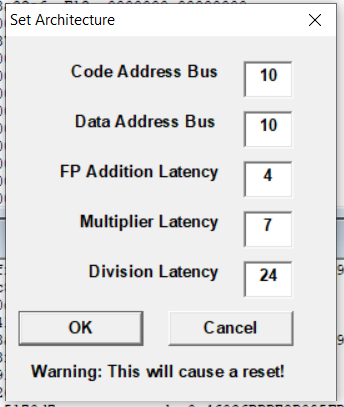 Set Architecture
Code Address Bus 10
Data Address Bus 10
FP Addition Latency 4
Multiplier Latency 7
Division Latency 24
OK Cancel
Warning: This will cause a reset!